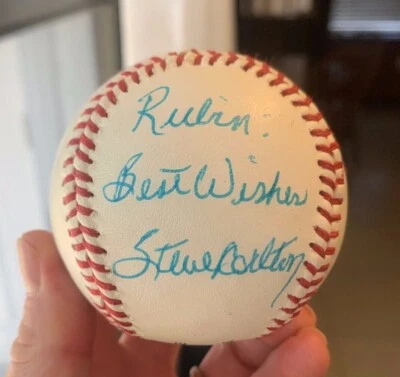 Rubin:
Best Wishes
Steve Carlton